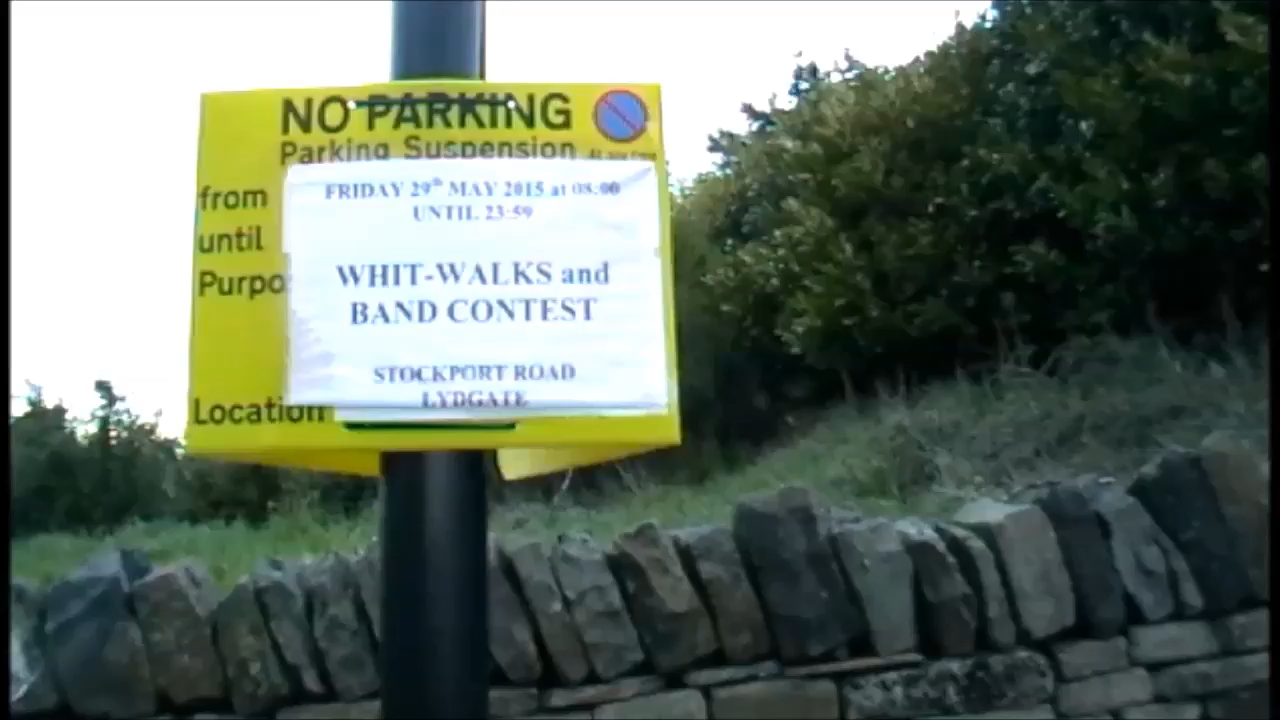 NO PARKING
Parking Suspension
from
until
Purpo
FRIDAY 29th MAY 2015 at 08:00
UNTIL 23:59
WHIT-WALKS and
BAND CONTEST
STOCKPORT ROAD
LYDGATE
Location